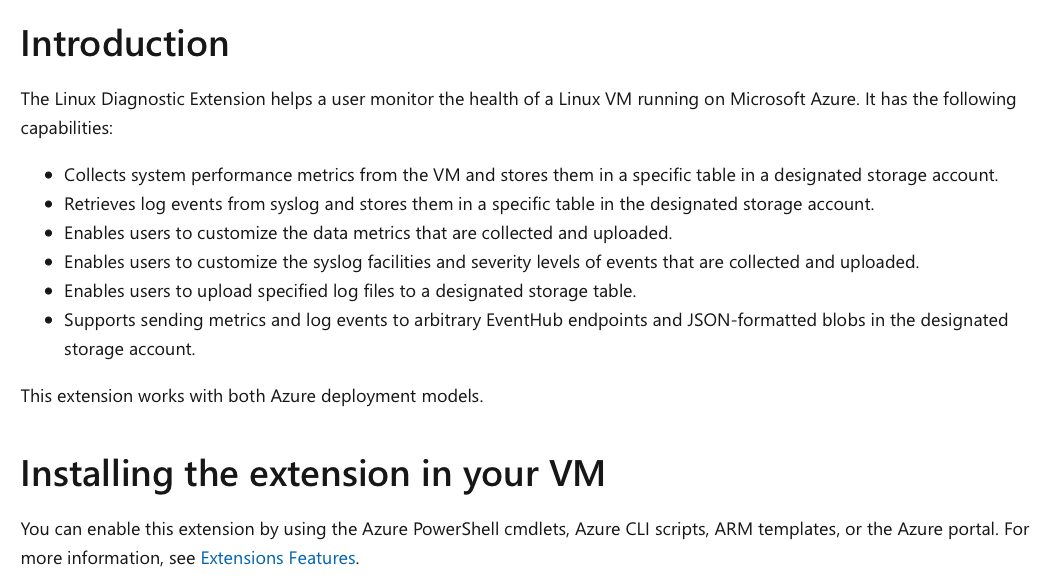 Introduction
The Linux Diagnostic Extension helps a user monitor the health of a Linux VM running on Microsoft Azure. It has the following
capabilities:
• Collects system performance metrics from the VM and stores them in a specific table in a designated storage account.
• Retrieves log events from syslog and stores them in a specific table in the designated storage account.
• Enables users to customize the data metrics that are collected and uploaded.
• Enables users to customize the syslog facilities and severity levels of events that are collected and uploaded.
• Enables users to upload specified log files to a designated storage table.
• Supports sending metrics and log events to arbitrary EventHub endpoints and JSON-formatted blobs in the designated
storage account.
This extension works with both Azure deployment models.
Installing the extension in your VM
You can enable this extension by using the Azure PowerShell cmdlets, Azure CLI scripts, ARM templates, or the Azure portal. For
more information, see Extensions Features.